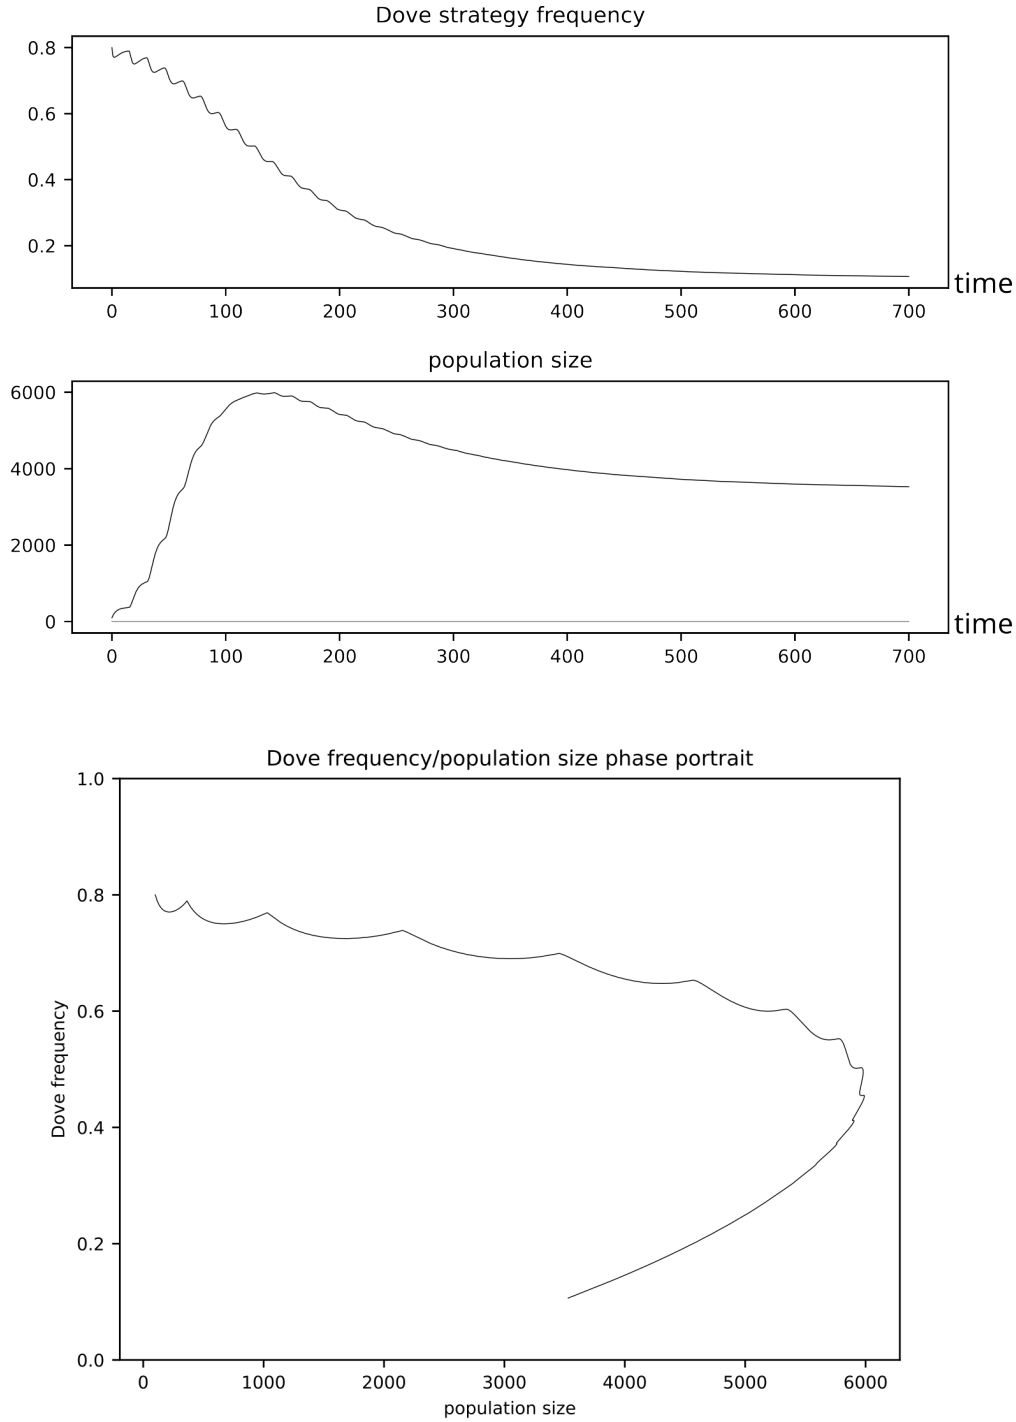 Dove strategy frequency
0.8
0.6
0.4
0.2
0 100 200 300 400 500 600 700
time
population size
6000
4000
2000
0
0 100 200 300 400 500 600 700
time
Dove frequency/population size phase portrait
Dove frequency
1.0
0.8
0.6
0.4
0.2
0.0
0 1000 2000 3000 4000 5000 6000
population size